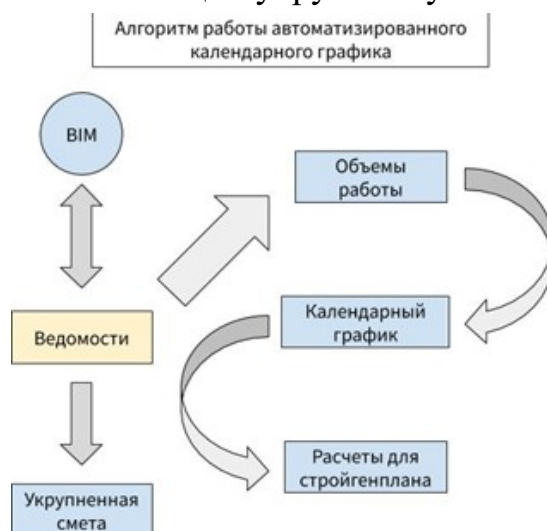 Алгоритм работы автоматизированного
календарного графика
BIM
Объемы
работы
Ведомости
Календарный
график
Укрупненная
смета
Расчеты для
стройгенплана